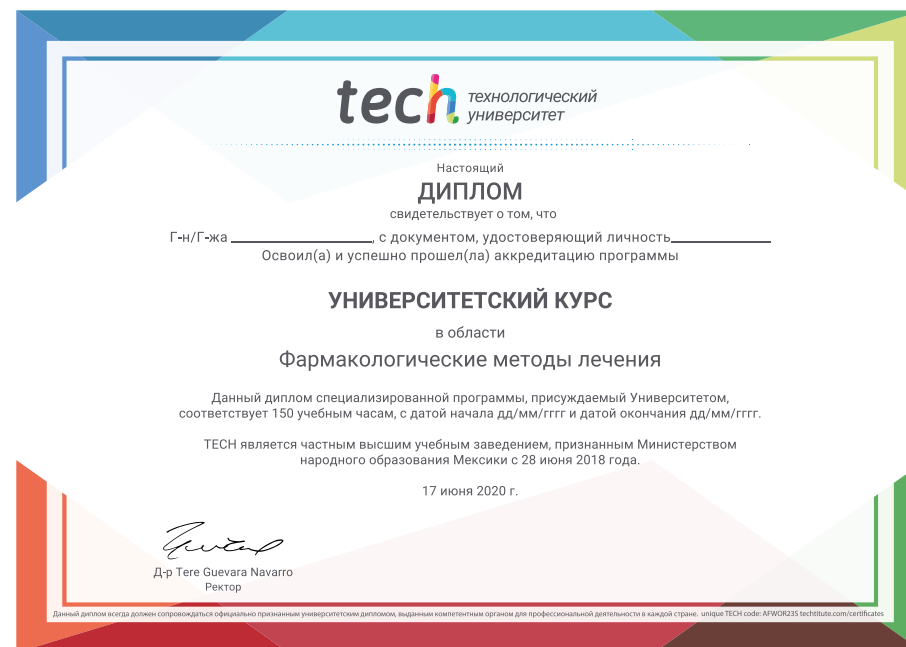 tech технологический
университет
Настоящий
ДИПЛОМ
свидетельствует о том, что
Г-н/Г-жа ____________________, с документом, удостоверяющий личность______________
Освоил(а) и успешно прошел(ла) аккредитацию программы
УНИВЕРСИТЕТСКИЙ КУРС
в области
Фармакологические методы лечения
Данный диплом специализированной программы, присуждаемый Университетом,
соответствует 150 учебным часам, с датой начала дд/мм/гггг и датой окончания дд/мм/гггг.
TECH является частным высшим учебным заведением, признанным Министерством
народного образования Мексики с 28 июня 2018 года.
17 июня 2020 г.
Д-р Tere Guevara Navarro
Ректор
Данный диплом всегда должен сопровождаться официально признанным университетским дипломом, выданным компетентным органом для профессиональной деятельности в каждой стране. unique TECH code: AFWOR23S techtitute.com/certificates